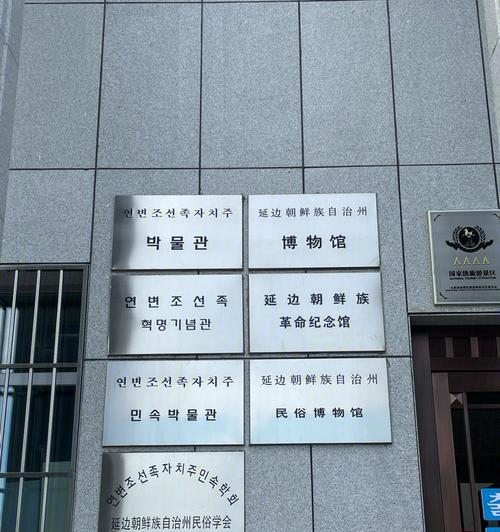 연변조선족자치주
박물관
延边朝鲜族自治州
博物馆
연변조선족
혁명기념관
延边朝鲜族
革命纪念馆
연변조선족자치주
민속박물관
延边朝鲜族自治州
民俗博物馆
연변조선족자치주민속학회
延边朝鲜族自治州民俗学会
AAAA
国家级旅游景区
NATIONAL TOURIST ATTRACTION
출